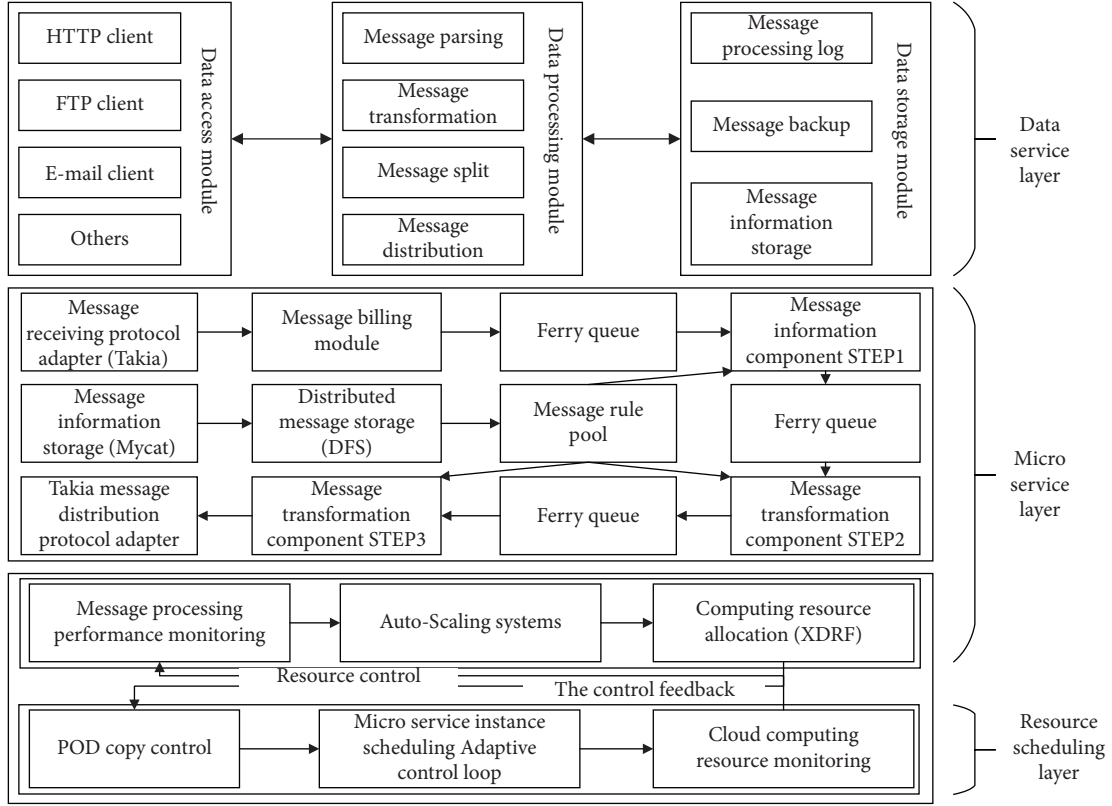 HTTP client
FTP client
E-mail client
Others
Data access module
Message parsing
Message
transformation
Message split
Message
distribution
Data processing module
Message
processing log
Message backup
Message
information
storage
Data storage module
Data
service
layer
Message
receiving protocol
adapter (Takia)
Message billing
module
Ferry queue
Message
information
component STEP1
Message
information
storage (Mycat)
Distributed
message storage
(DFS)
Message rule
pool
Ferry queue
Takia message
distribution
protocol adapter
Message
transformation
component STEP3
Ferry queue
Message
transformation
component STEP2
Micro
service
layer
Message processing
performance monitoring
Auto-Scaling systems
Computing resource
allocation (XDRF)
Resource control
The control feedback
POD copy control
Micro service instance
scheduling Adaptive
control loop
Cloud computing
resource monitoring
Resource
scheduling
layer